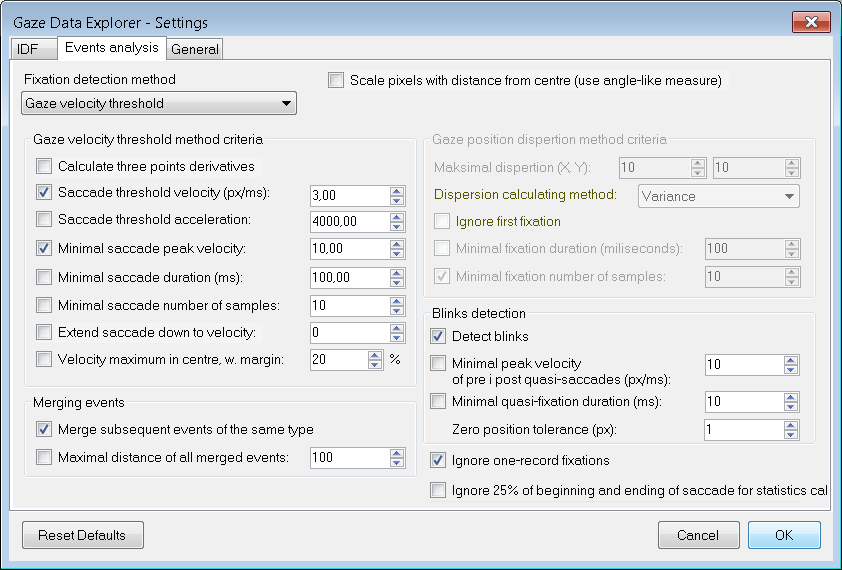 Gaze Data Explorer - Settings
IDF Events analysis General
Fixation detection method
Gaze velocity threshold
Scale pixels with distance from centre (use angle-like measure)
Gaze velocity threshold method criteria
Calculate three points derivatives
Saccade threshold velocity (px/ms): 3,00
Saccade threshold acceleration: 4000,00
Minimal saccade peak velocity: 10,00
Minimal saccade duration (ms): 100,00
Minimal saccade number of samples: 10
Extend saccade down to velocity: 0
Velocity maximum in centre, w. margin: 20 %
Merging events
Merge subsequent events of the same type
Maximal distance of all merged events: 100
Gaze position dispertion method criteria
Maksimal dispertion (X, Y): 10 10
Dispersion calculating method: Variance
Ignore first fixation
Minimal fixation duration (miliseconds): 100
Minimal fixation number of samples: 10
Blinks detection
Detect blinks
Minimal peak velocity
of pre i post quasi-saccades (px/ms): 10
Minimal quasi-fixation duration (ms): 10
Zero position tolerance (px): 1
Ignore one-record fixations
Ignore 25% of beginning and ending of saccade for statistics cal
Reset Defaults Cancel OK